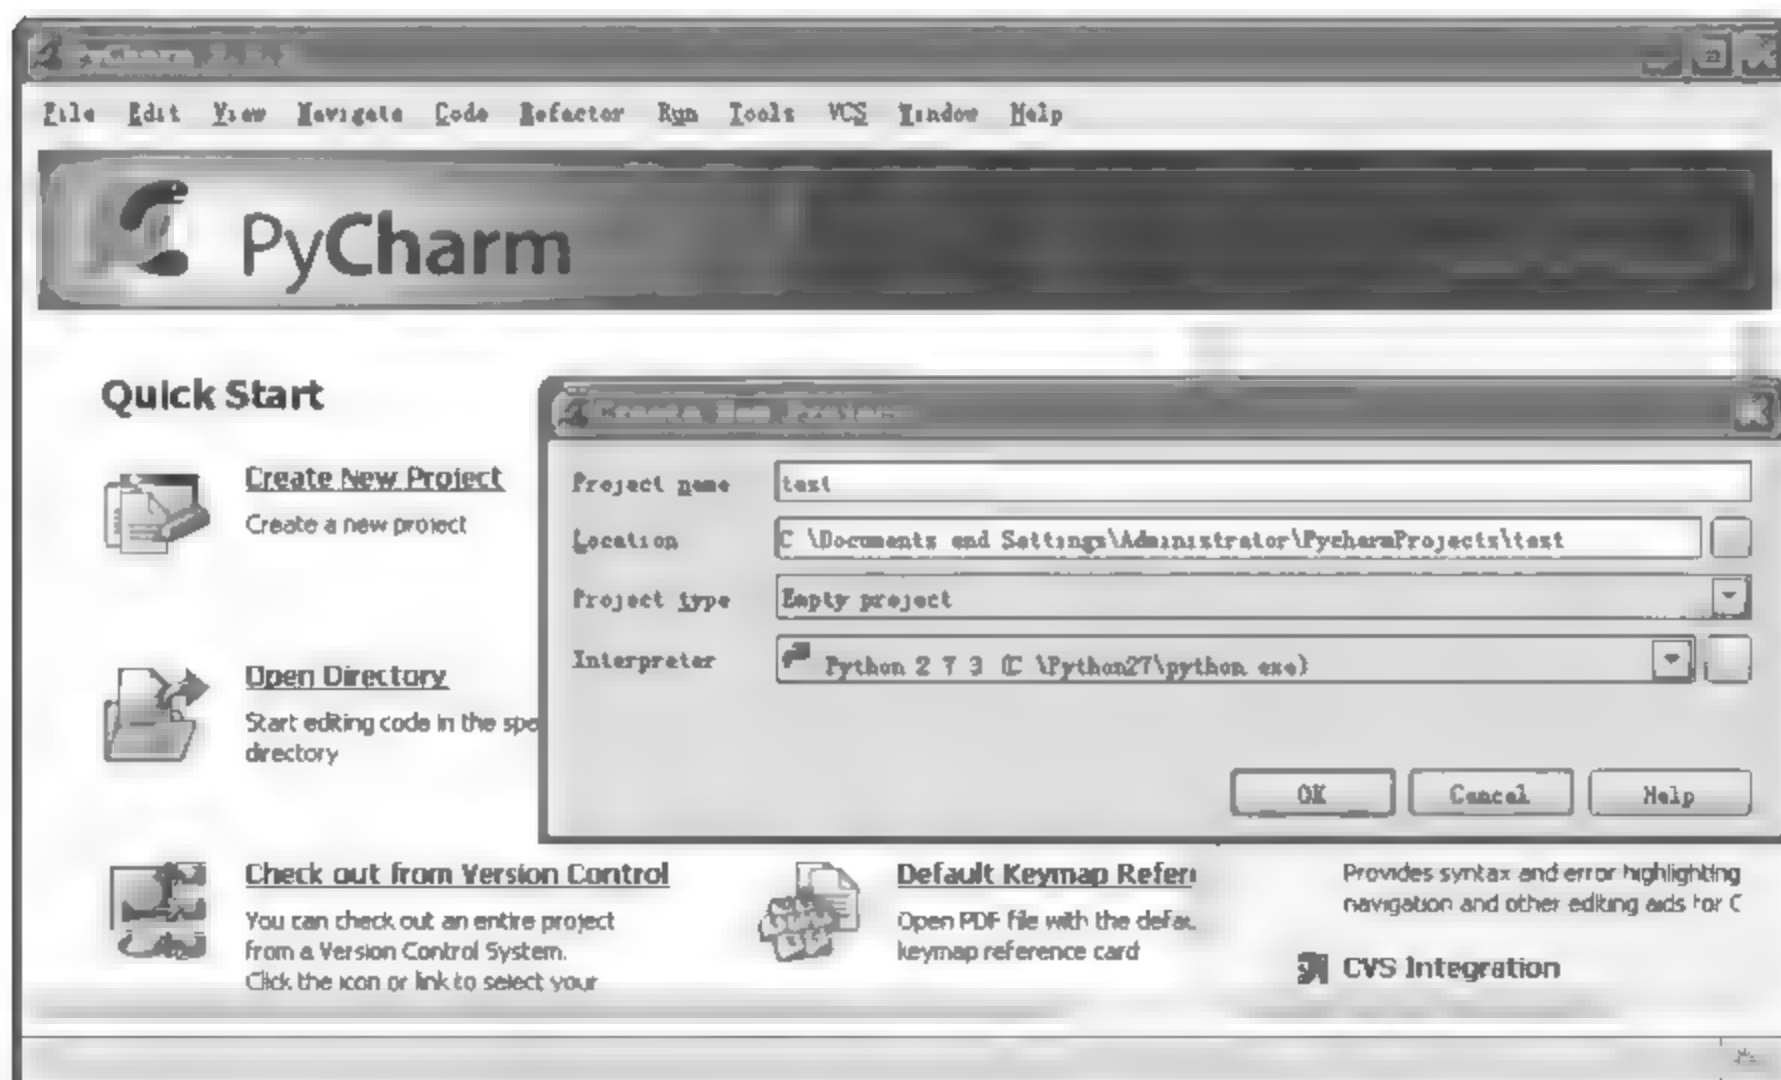 PyCharm
File Edit View Navigate Code Refactor Run Tools VCS Window Help
PyCharm
Quick Start
Create New Project
Create a new project
Open Directory
Start editing code in the spe
directory
Check out from Version Control
You can check out an entire project
from a Version Control System.
Click the icon or link to select your
Default Keymap Refer
Open PDF file with the defau
keymap reference card
Provides syntax and error highlighting
navigation and other editing aids for C
CVS Integration
Create New Project
Project name test
Location C \Documents and Settings\Administrator\PycharmProjects\test
Project type Empty project
Interpreter Python 2 7 3 (C \Python27\python exe)
OK Cancel Help